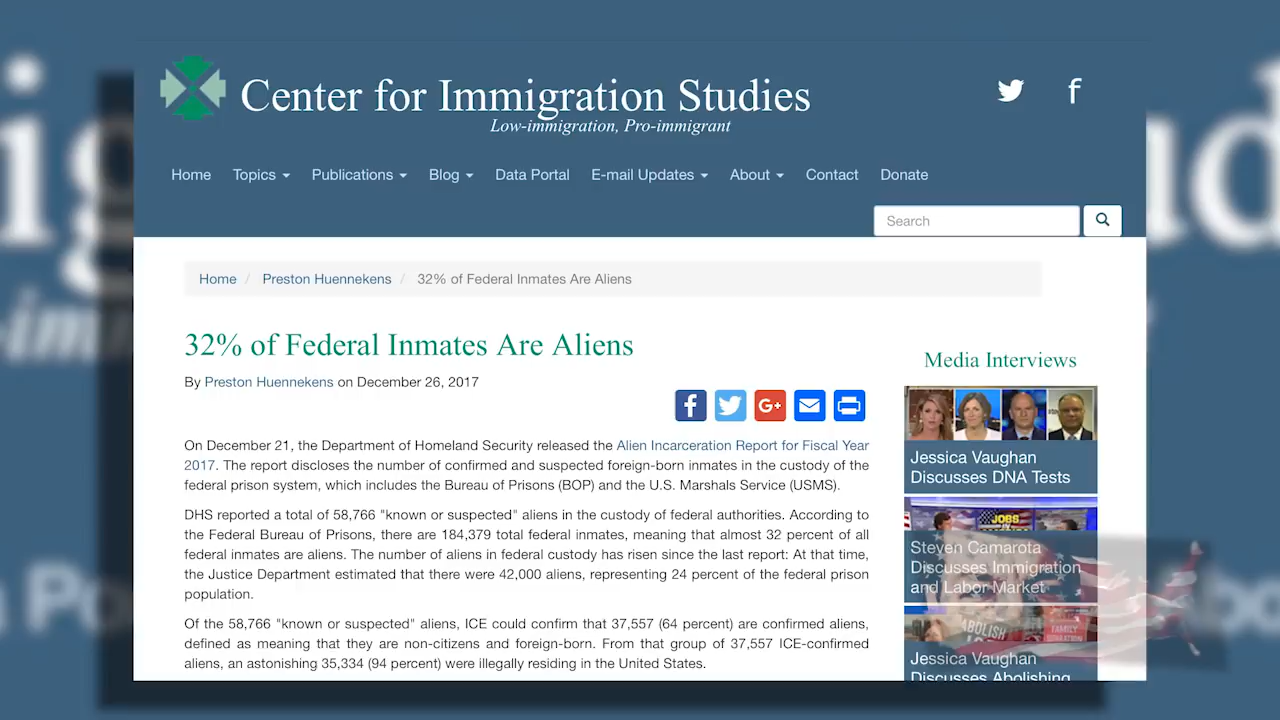 Center for Immigration Studies
Low-immigration, Pro-immigrant
Home Topics Publications Blog Data Portal E-mail Updates About Contact Donate
Search
Home / Preston Huennekens / 32% of Federal Inmates Are Aliens
32% of Federal Inmates Are Aliens
By Preston Huennekens on December 26, 2017
On December 21, the Department of Homeland Security released the Alien Incarceration Report for Fiscal Year
2017. The report discloses the number of confirmed and suspected foreign-born inmates in the custody of the
federal prison system, which includes the Bureau of Prisons (BOP) and the U.S. Marshals Service (USMS).
DHS reported a total of 58,766 "known or suspected" aliens in the custody of federal authorities. According to
the Federal Bureau of Prisons, there are 184,379 total federal inmates, meaning that almost 32 percent of all
federal inmates are aliens. The number of aliens in federal custody has risen since the last report: At that time,
the Justice Department estimated that there were 42,000 aliens, representing 24 percent of the federal prison
population.
Of the 58,766 "known or suspected" aliens, ICE could confirm that 37,557 (64 percent) are confirmed aliens,
defined as meaning that they are non-citizens and foreign-born. From that group of 37,557 ICE-confirmed
aliens, an astonishing 35,334 (94 percent) were illegally residing in the United States.
Media Interviews
Jessica Vaughan
Discusses DNA Tests
JOBS
Steven Camarota
Discusses Immigration
and Labor Market
ABOLISH
FAMILY
SEPARATION
Jessica Vaughan
Discusses Abolishing